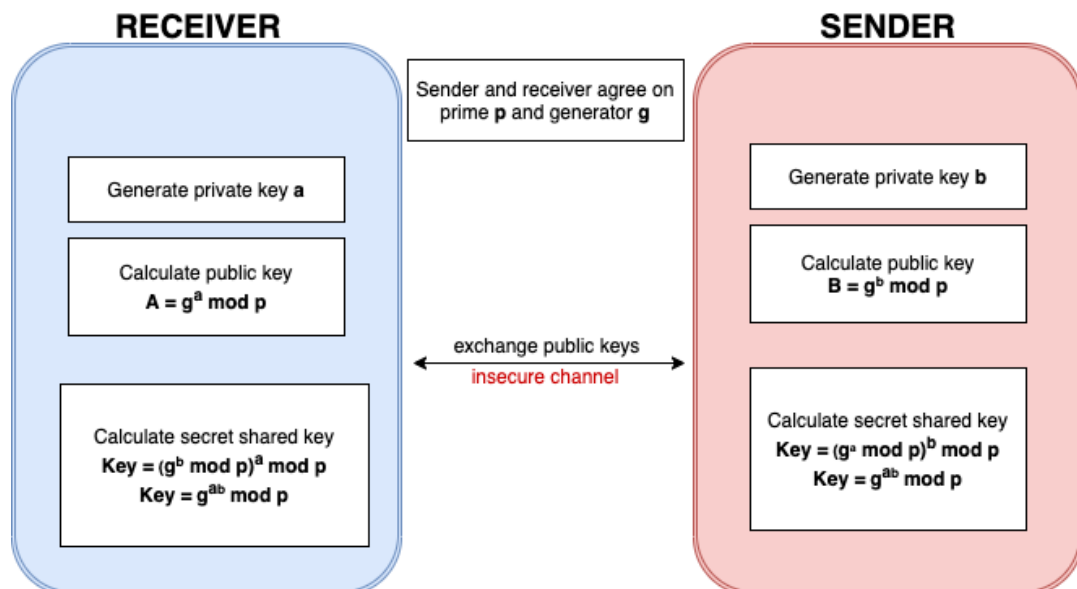 RECEIVER
SENDER
Sender and receiver agree on
prime p and generator g
Generate private key a
Calculate public key
A = gᵃ mod p
Calculate secret shared key
Key = (gᵇ mod p)ᵃ mod p
Key = gᵃᵇ mod p
exchange public keys
insecure channel
Generate private key b
Calculate public key
B = gᵇ mod p
Calculate secret shared key
Key = (gᵃ mod p)ᵇ mod p
Key = gᵃᵇ mod p